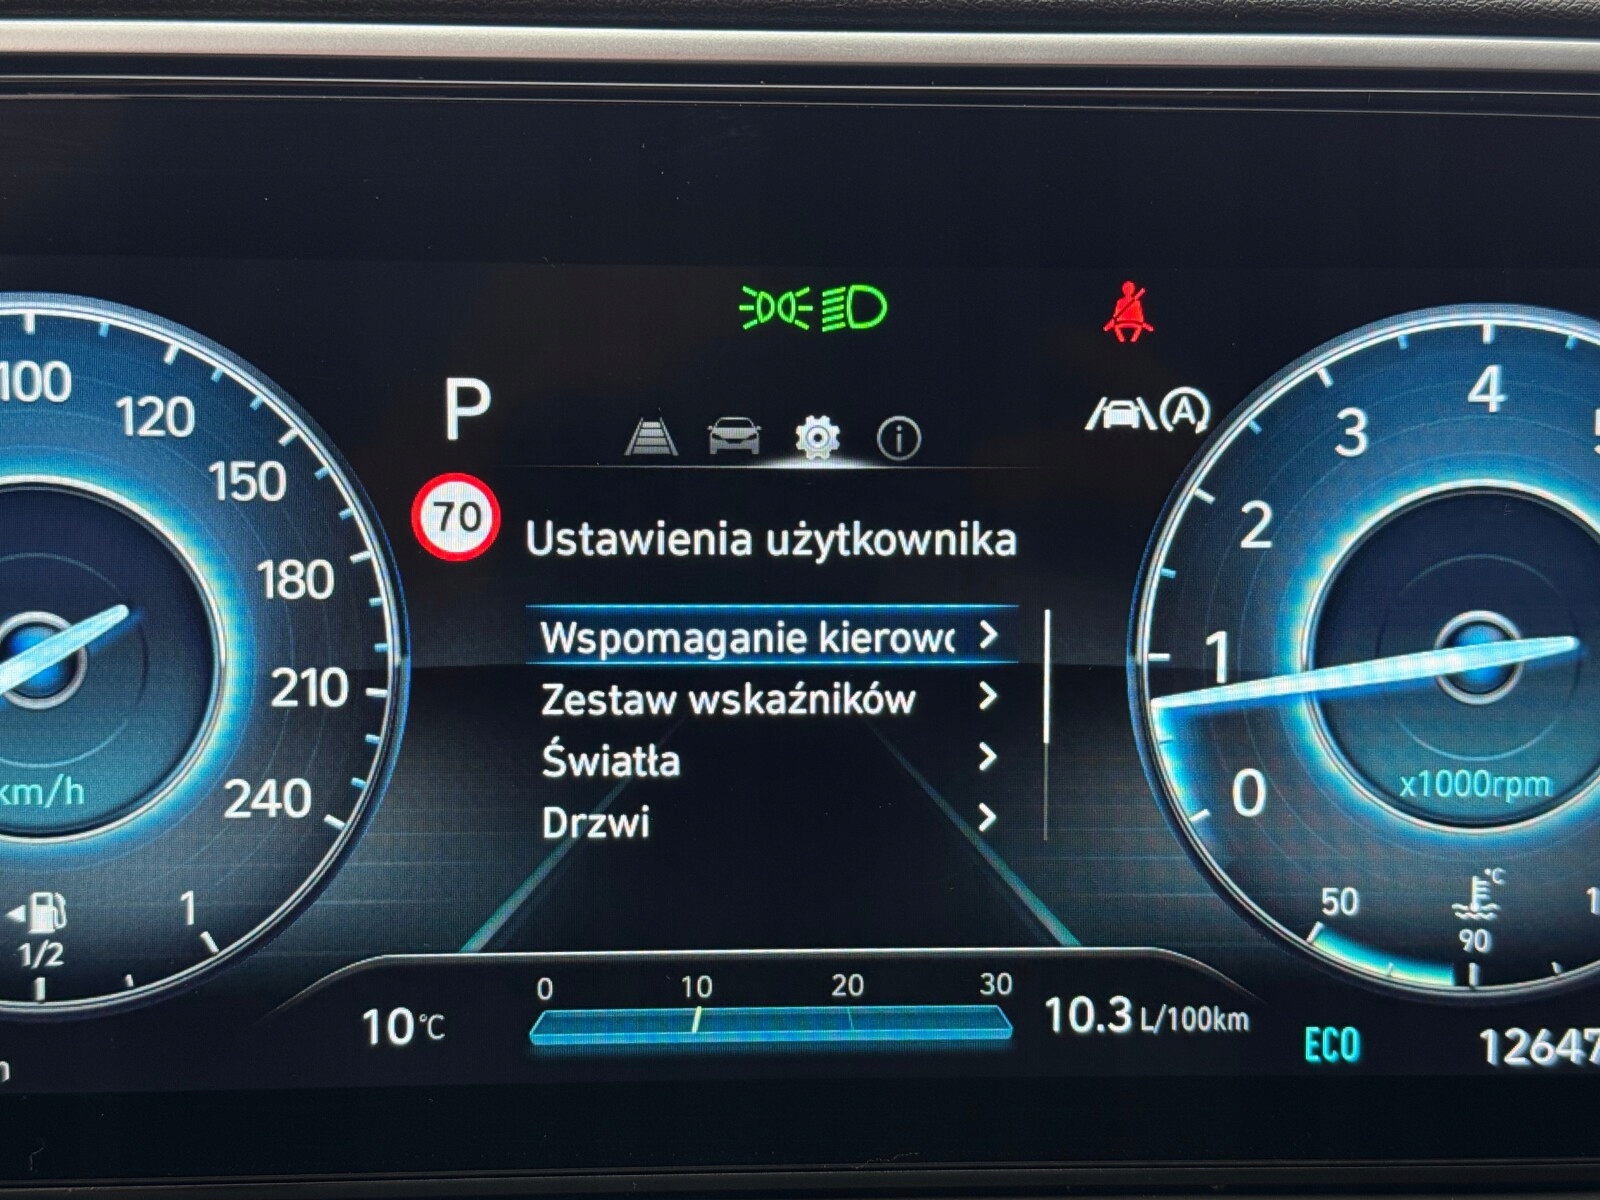 P
70
Ustawienia użytkownika
Wspomaganie kierowc
Zestaw wskaźników
Światła
Drzwi
100
120
150
180
210
240
km/h
1/2
1
A
4
3
2
1
0
x1000rpm
50
°C
90
10°C
0 10 20 30
10.3 L/100km
ECO
12647